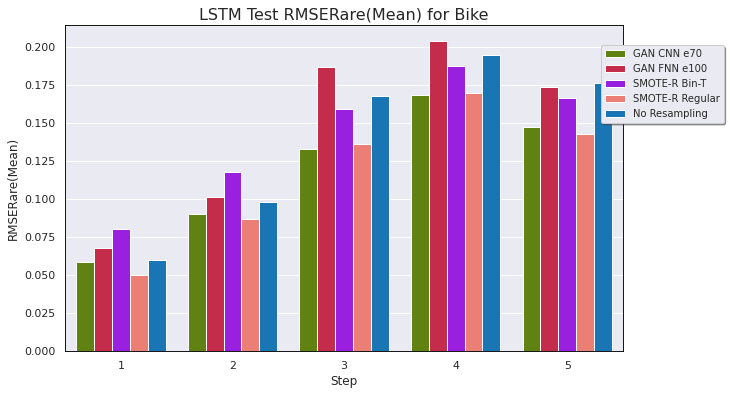 LSTM Test RMSERare(Mean) for Bike
GAN CNN e70
GAN FNN e100
SMOTE-R Bin-T
SMOTE-R Regular
No Resampling
RMSERare(Mean)
0.200
0.175
0.150
0.125
0.100
0.075
0.050
0.025
0.000
1 2 3 4 5
Step